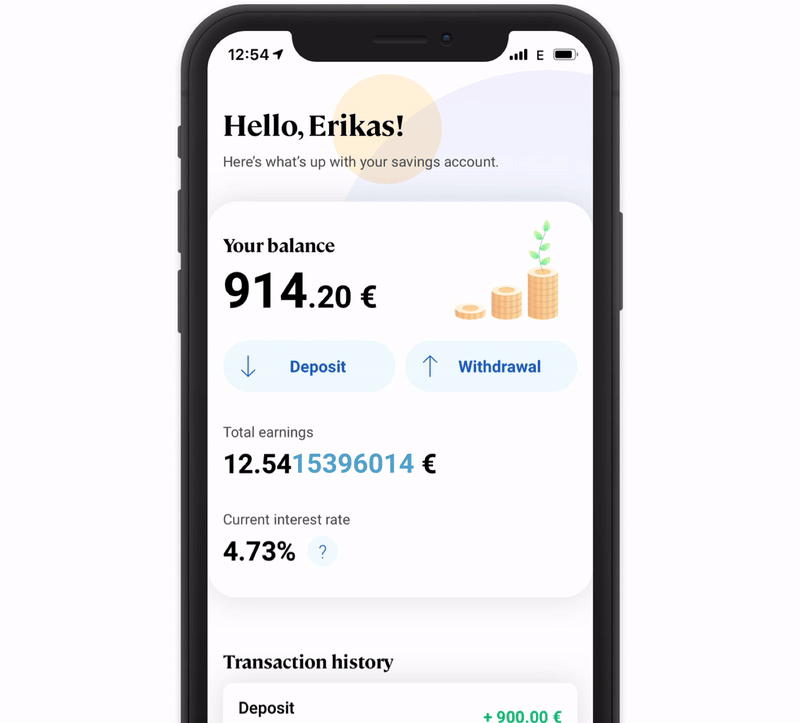 12:54
E
Hello, Erikas!
Here's what's up with your savings account.
Your balance
914.20 €
Deposit
Withdrawal
Total earnings
12.5415396014 €
Current interest rate
4.73% ?
Transaction history
Deposit
+ 900.00 €